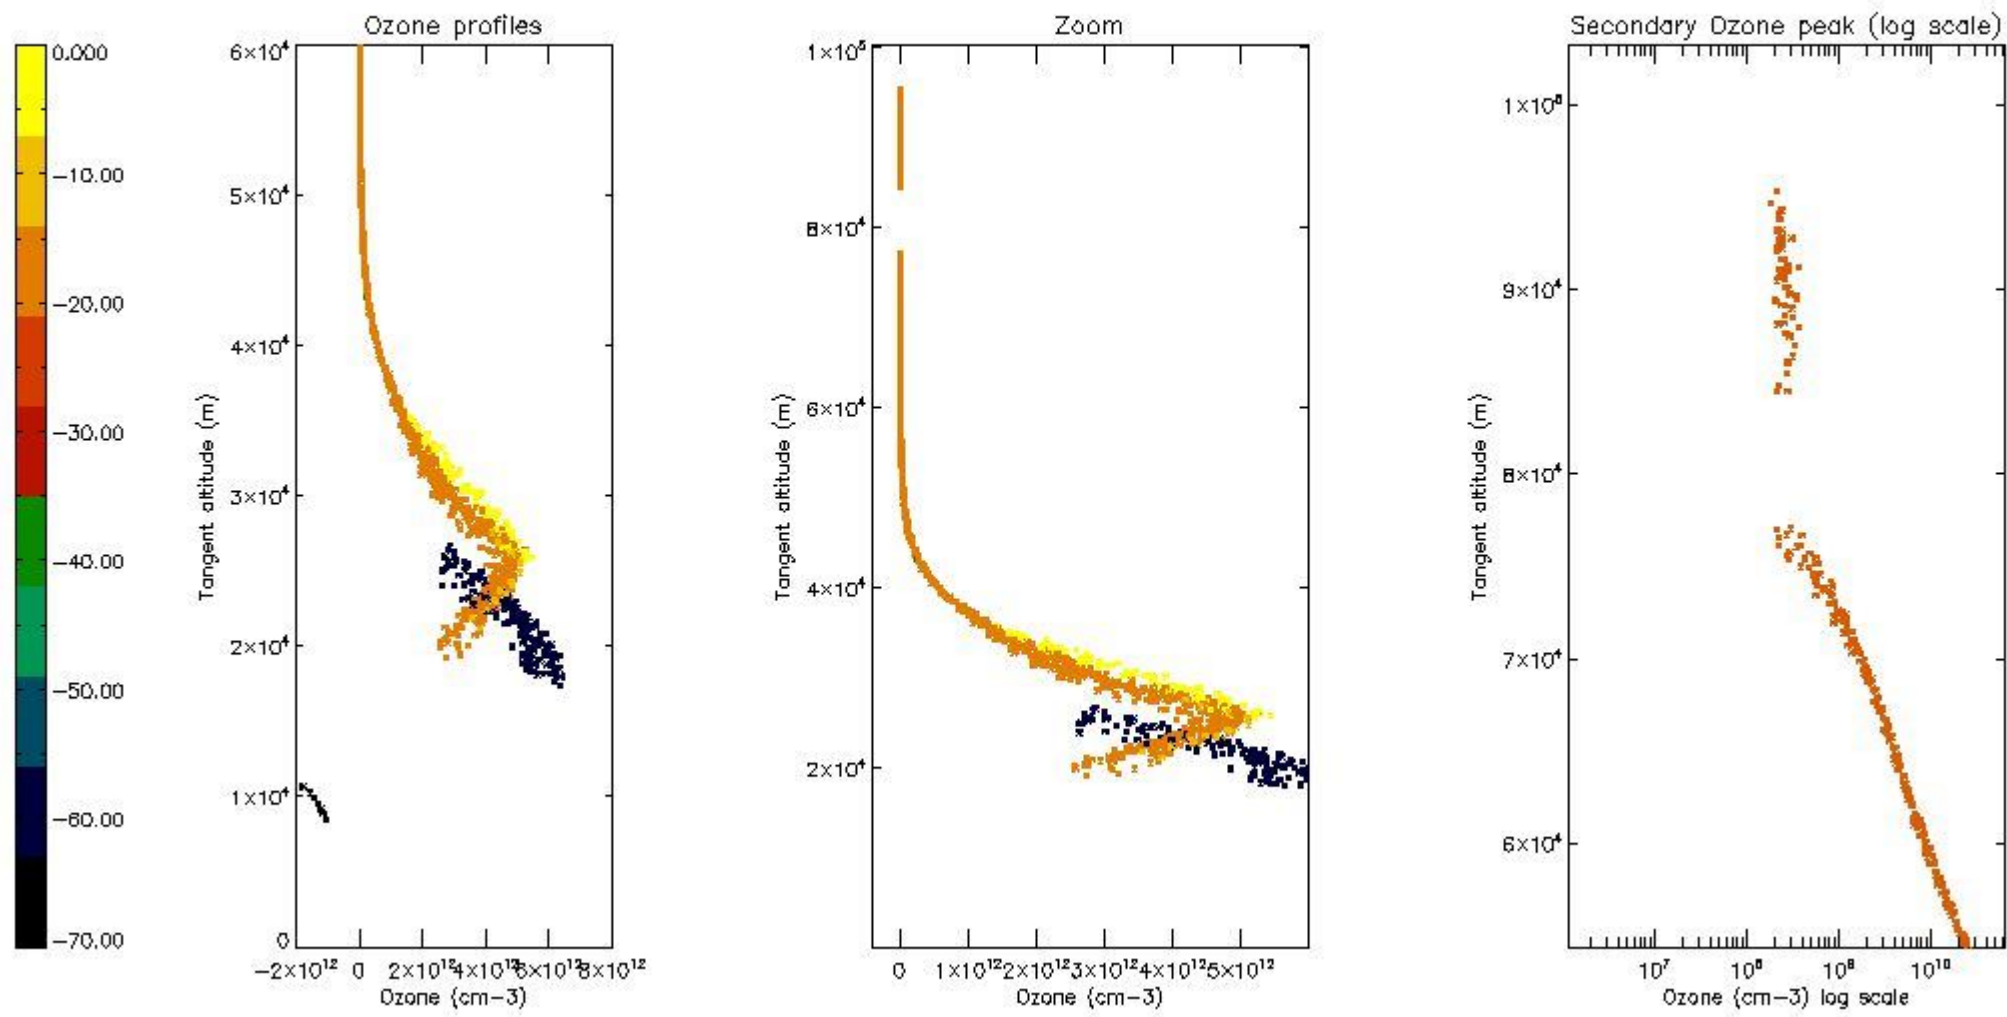 Ozone profiles
Zoom
Secondary Ozone peak (log scale)
0.000
-10.00
-20.00
-30.00
-40.00
-50.00
-60.00
-70.00
6×10⁴
5×10⁴
4×10⁴
3×10⁴
2×10⁴
1×10⁴
0
Tangent altitude (m)
-2×10¹² 0 2×10¹² 4×10¹² 6×10¹² 8×10¹²
Ozone (cm-3)
1×10⁵
8×10⁴
6×10⁴
4×10⁴
2×10⁴
Tangent altitude (m)
0 1×10¹² 2×10¹² 3×10¹² 4×10¹² 5×10¹²
Ozone (cm-3)
9×10⁴
8×10⁴
7×10⁴
6×10⁴
Tangent altitude (m)
10⁷ 10¹⁰
Ozone (cm-3) log scale